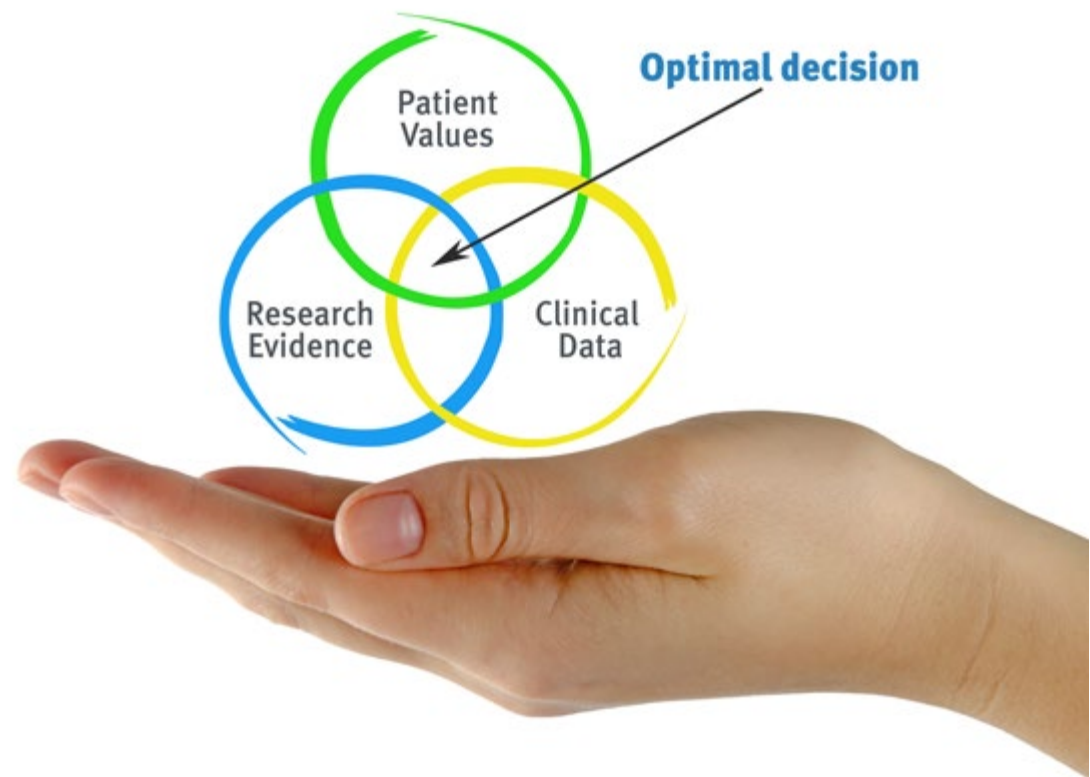 Optimal decision
Patient
Values
Research
Evidence
Clinical
Data